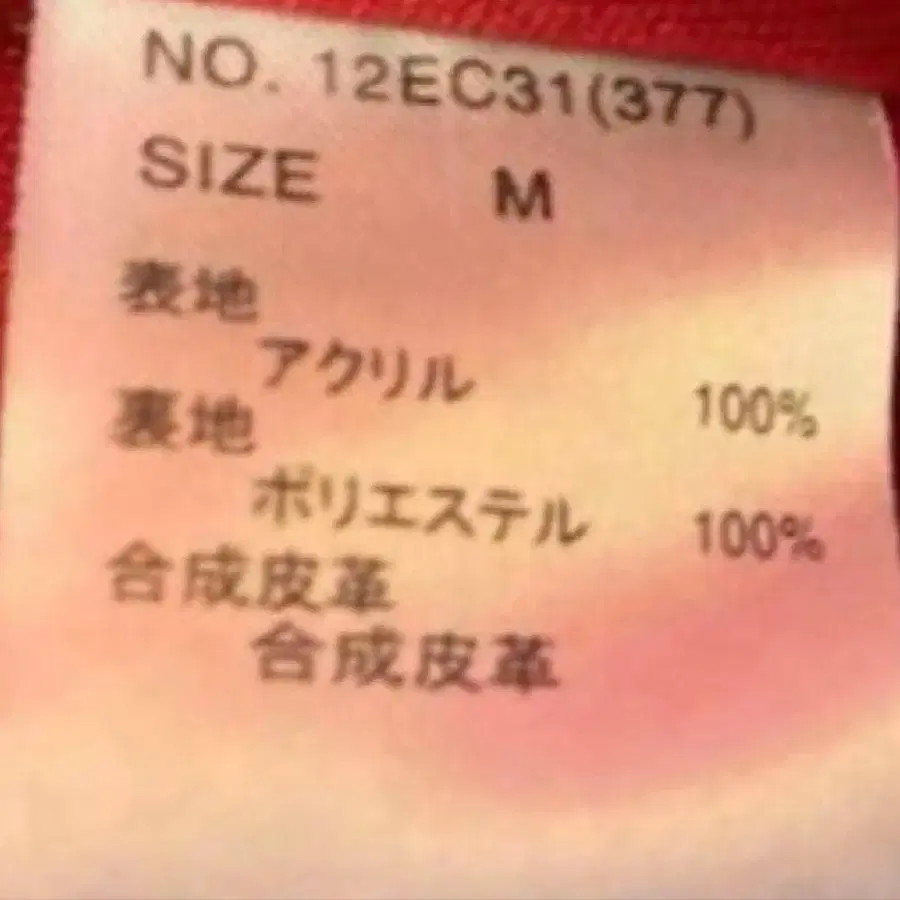 NO. 12EC31(377)
SIZE M
表地
アクリル 100%
裏地
ポリエステル 100%
合成皮革
合成皮革